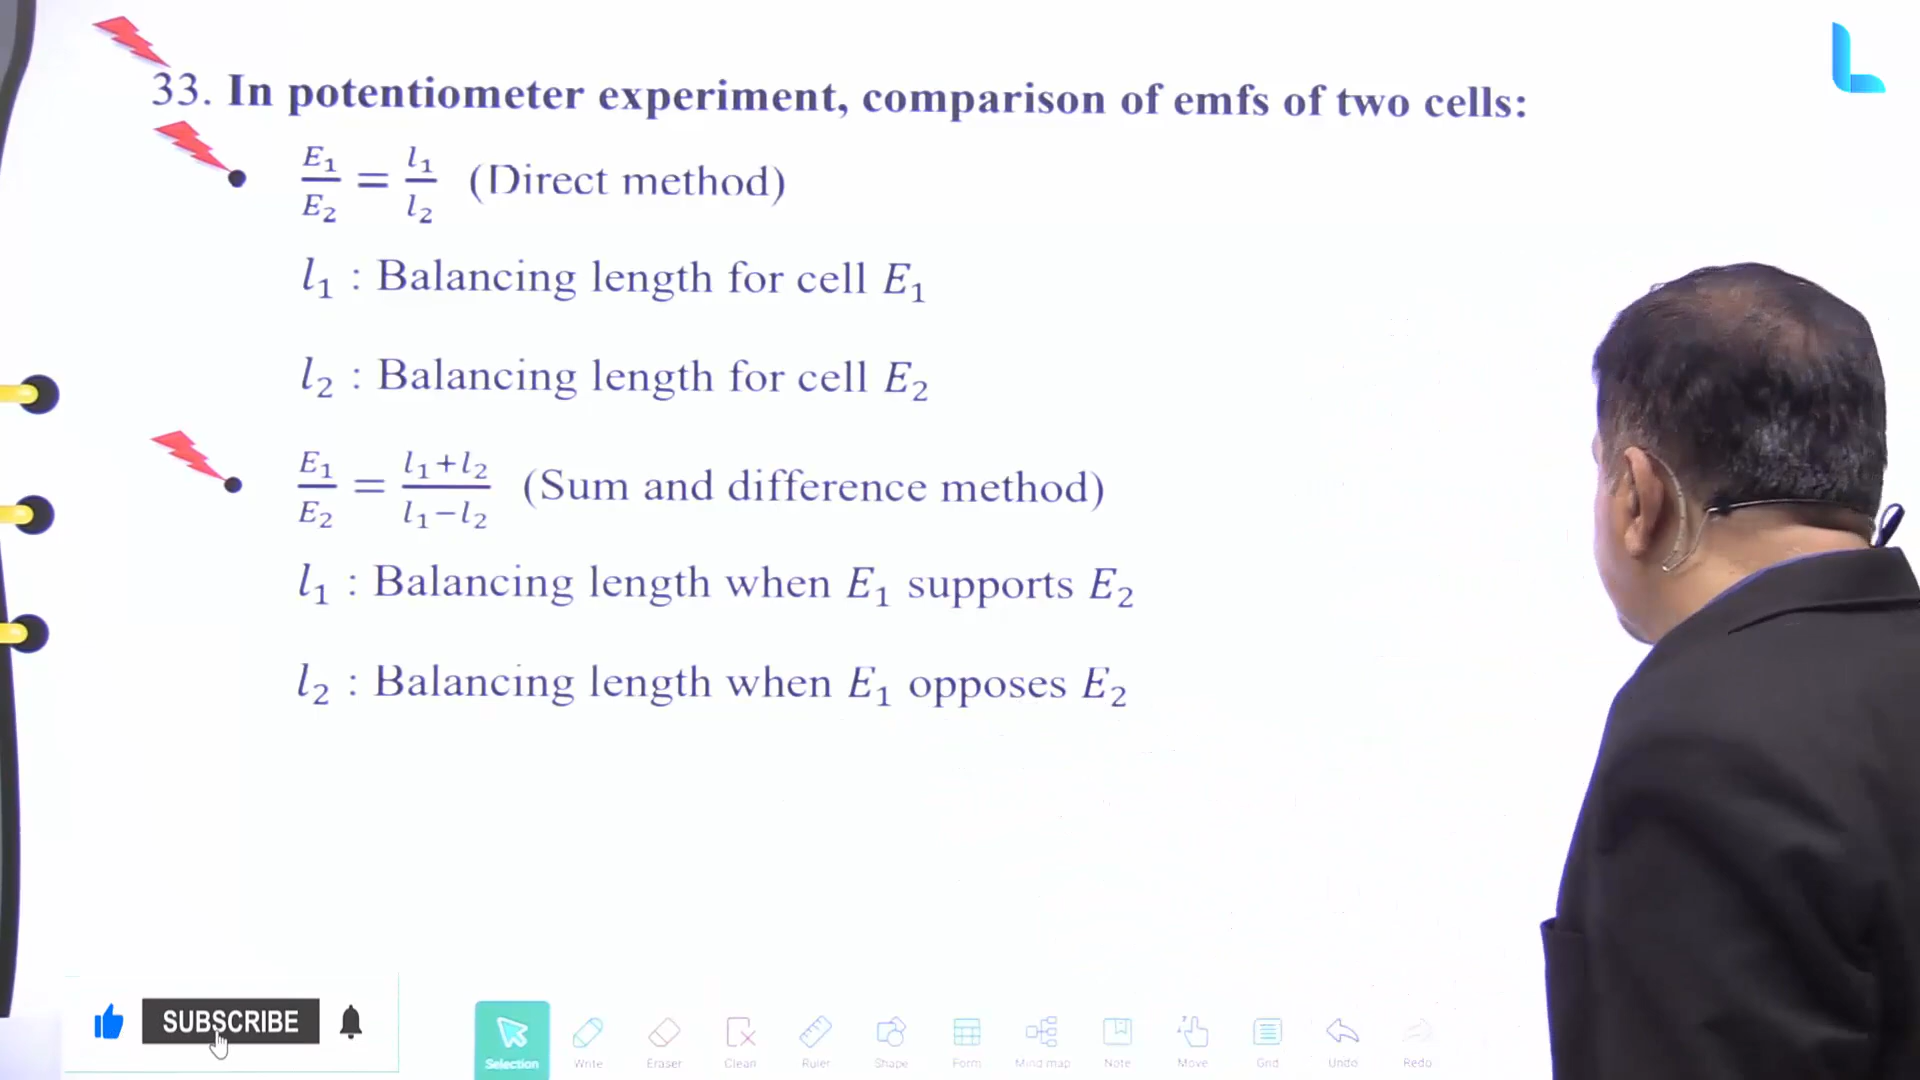 33. In potentiometer experiment, comparison of emfs of two cells:
• E₁/E₂ = l₁/l₂ (Direct method)
l₁ : Balancing length for cell E₁
l₂ : Balancing length for cell E₂
• E₁/E₂ = (l₁+l₂)/(l₁−l₂) (Sum and difference method)
l₁ : Balancing length when E₁ supports E₂
l₂ : Balancing length when E₁ opposes E₂
SUBSCRIBE
Selection Write Eraser Clean Ruler Shape Form Mind map Note Move Grid Undo Redo